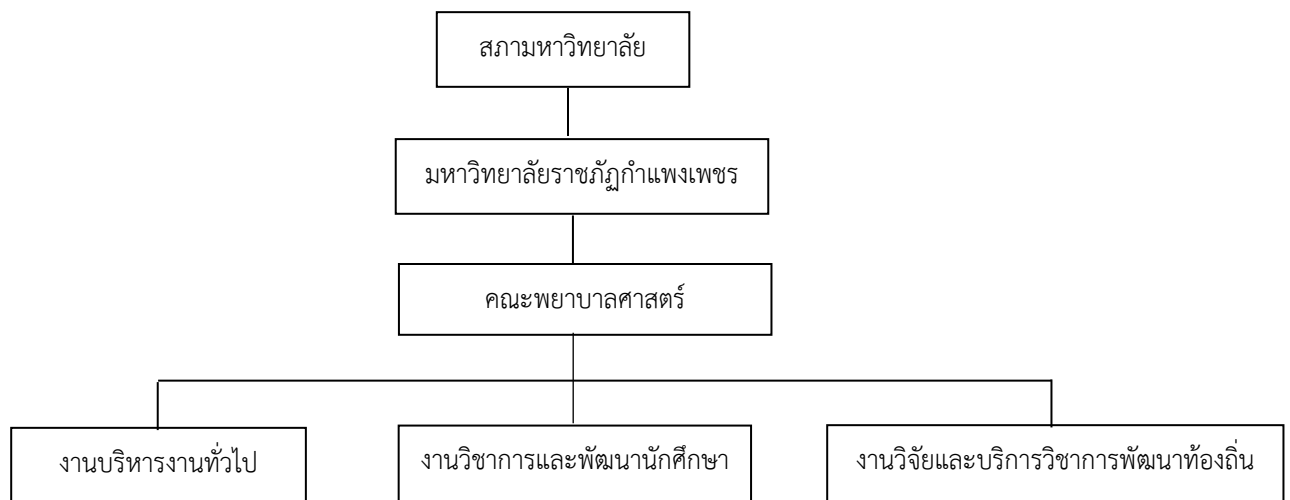 สภามหาวิทยาลัย
มหาวิทยาลัยราชภัฏกำแพงเพชร
คณะพยาบาลศาสตร์
งานบริหารงานทั่วไป
งานวิชาการและพัฒนานักศึกษา
งานวิจัยและบริการวิชาการพัฒนาท้องถิ่น